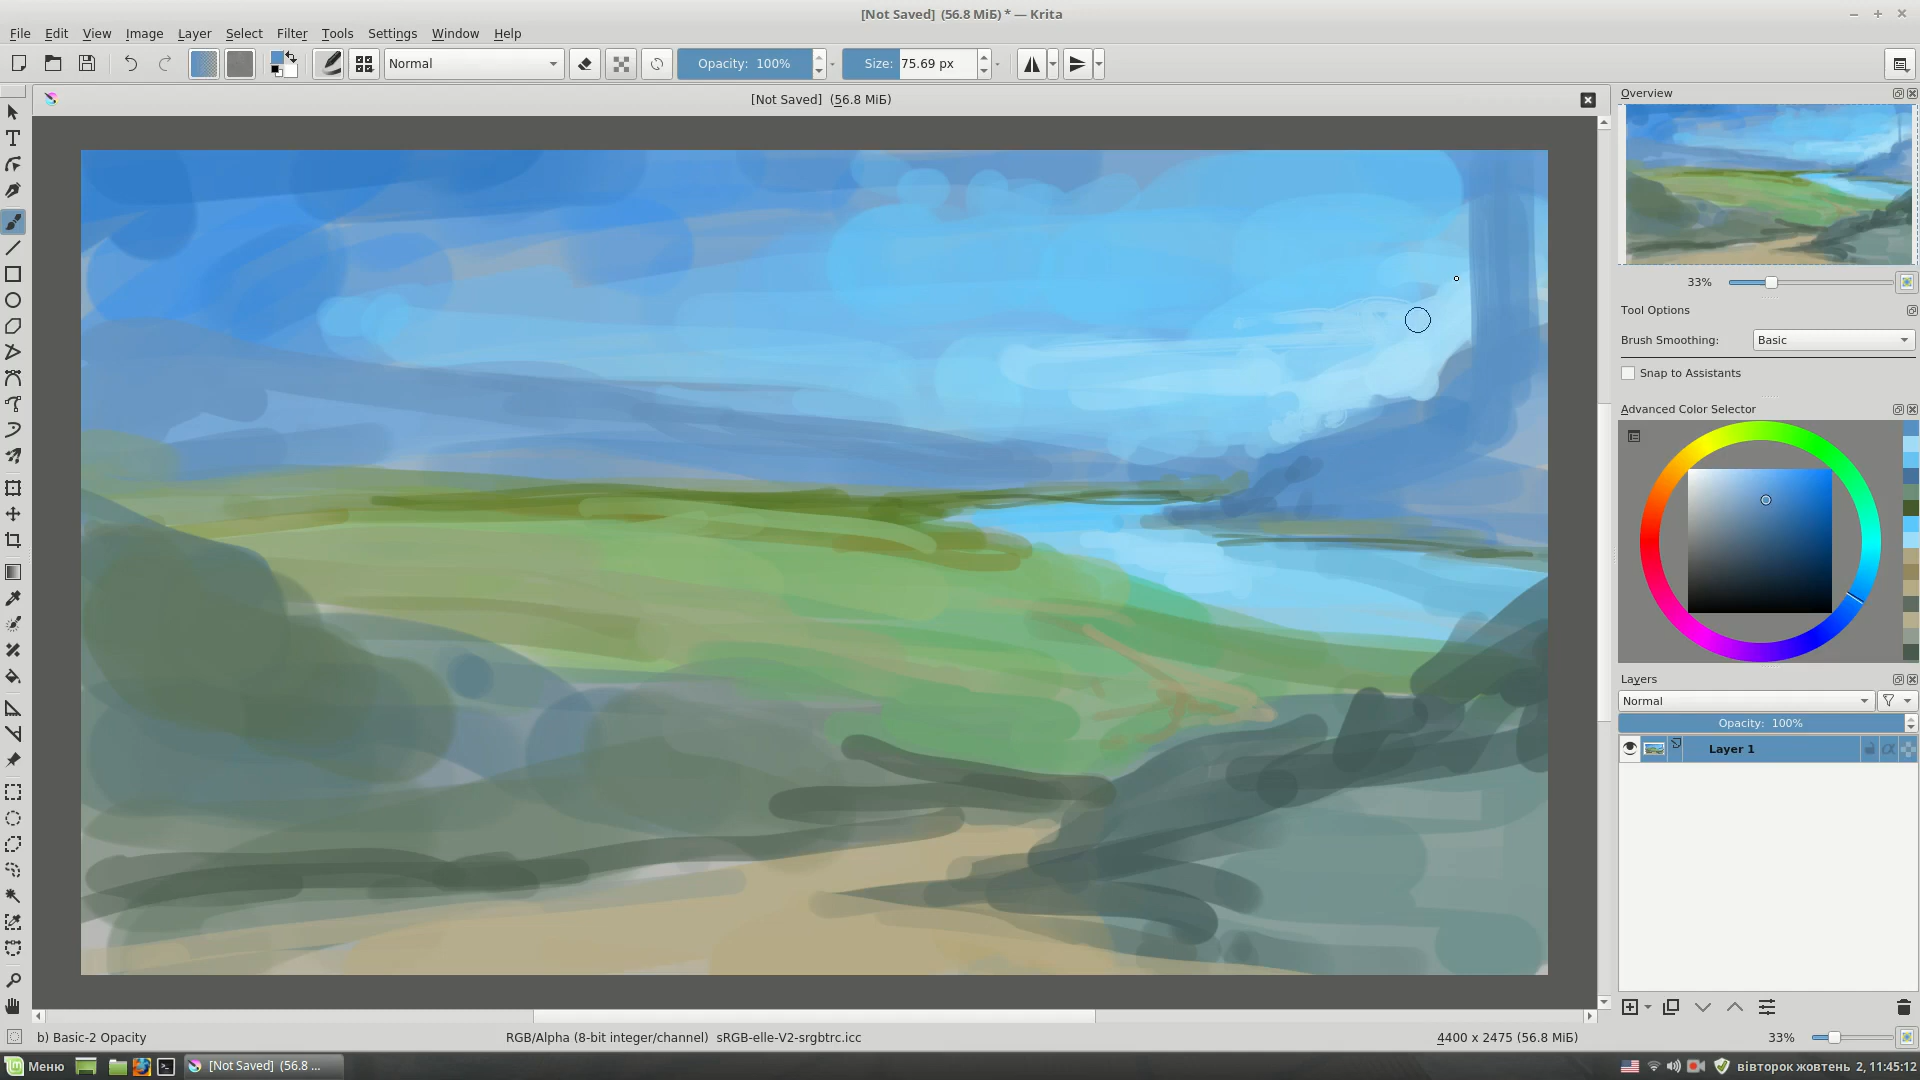 [Not Saved] (56.8 МіБ) * — Krita
File Edit View Image Layer Select Filter Tools Settings Window Help
Normal Opacity: 100% Size: 75.69 px
[Not Saved] (56.8 МіБ)
Overview
33%
Tool Options
Brush Smoothing: Basic
Snap to Assistants
Advanced Color Selector
Layers
Normal
Opacity: 100%
Layer 1
b) Basic-2 Opacity RGB/Alpha (8-bit integer/channel) sRGB-elle-V2-srgbtrc.icc 4400 x 2475 (56.8 МіБ) 33%
Меню [Not Saved] (56.8 ... вівторок жовтень 2, 11:45:12